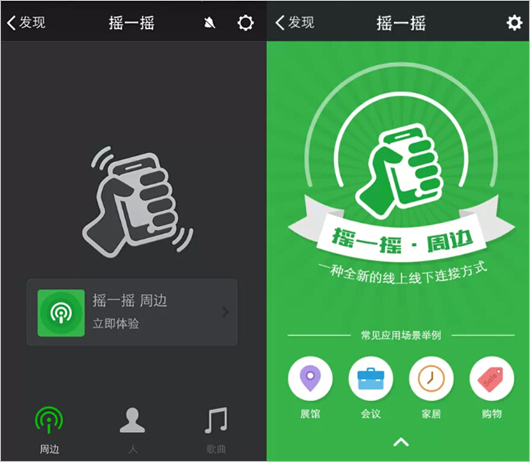 发现
摇一摇
摇一摇 周边
立即体验
周边
人
歌曲
发现
摇一摇
摇一摇·周边
一种全新的线上线下连接方式
常见应用场景举例
Sale
展馆
会议
家居
购物